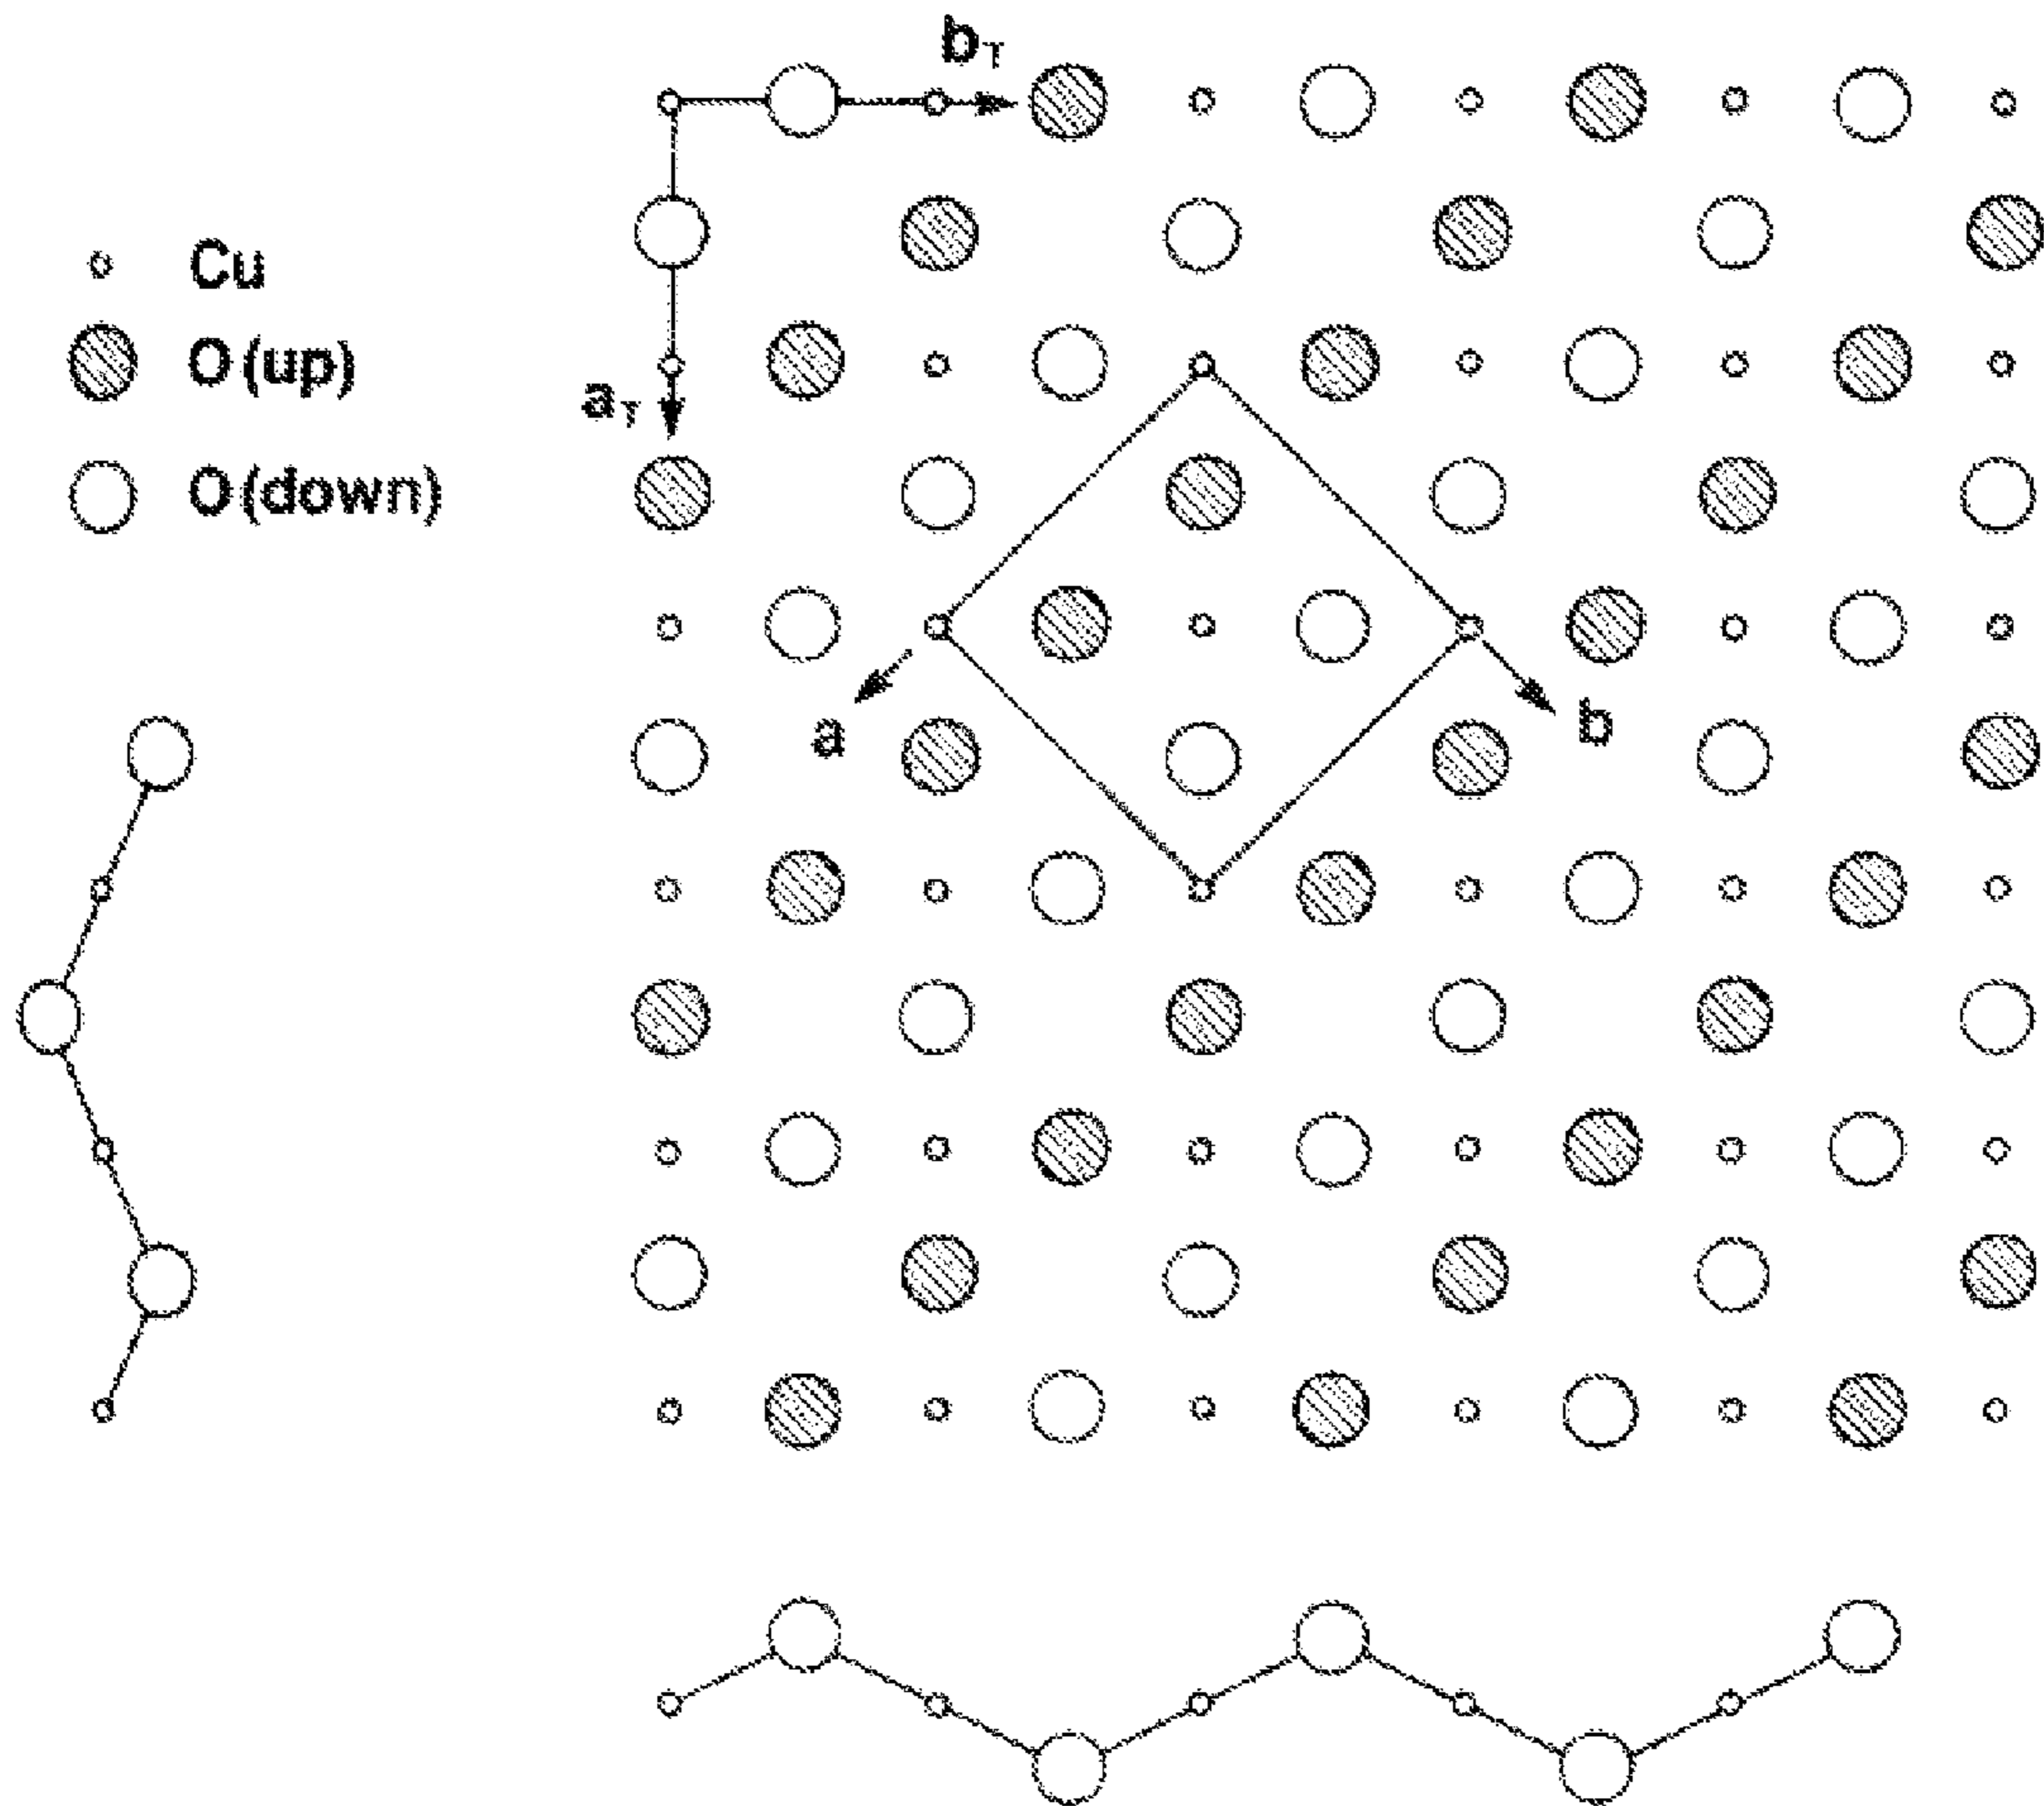 b_T
Cu
O (up)
a_T
O (down)
a
b